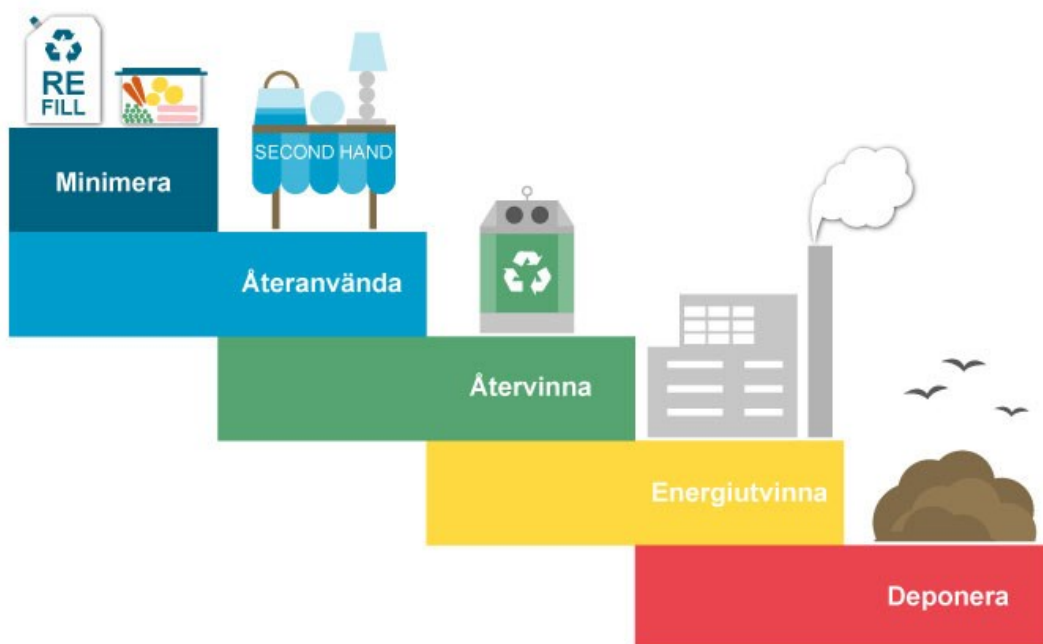 RE
FILL
Minimera
SECOND HAND
Återanvända
Återvinna
Energiutvinna
Deponera